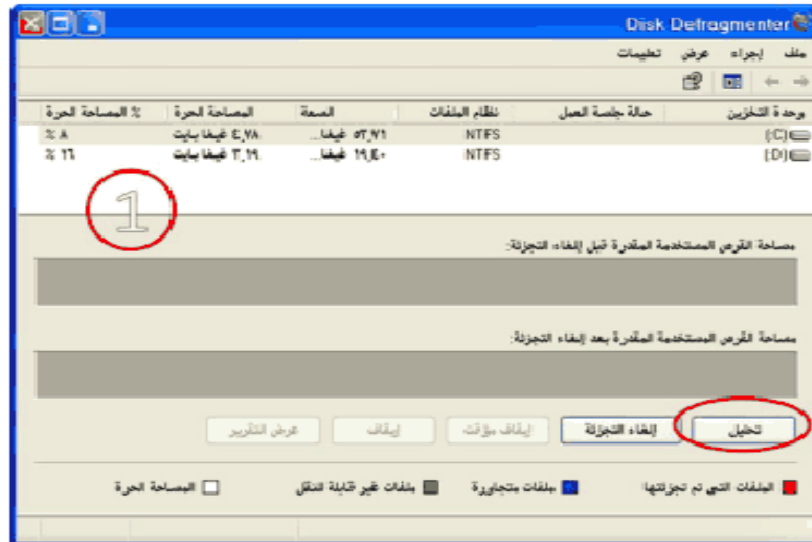 Disk Defragmenter
ملف إجراء عرض تعليمات
وحدة التخزين حالة جلسة العمل نظام الملفات السعة المساحة الحرة % المساحة الحرة
(C:) NTFS ٥٣,٧١ غيغا... ٤,٧٨ غيغا بايت ٨ %
(D:) NTFS ١٩,٤٠ غيغا... ٣,١٩ غيغا بايت ١٦ %
1
مساحة القرص المستخدمة المقدرة قبل إلغاء التجزئة:
مساحة القرص المستخدمة المقدرة بعد إلغاء التجزئة:
تحليل إلغاء التجزئة إيقاف مؤقت إيقاف عرض التقرير
الملفات التي تم تجزئتها ملفات متجاورة ملفات غير قابلة للنقل المساحة الحرة